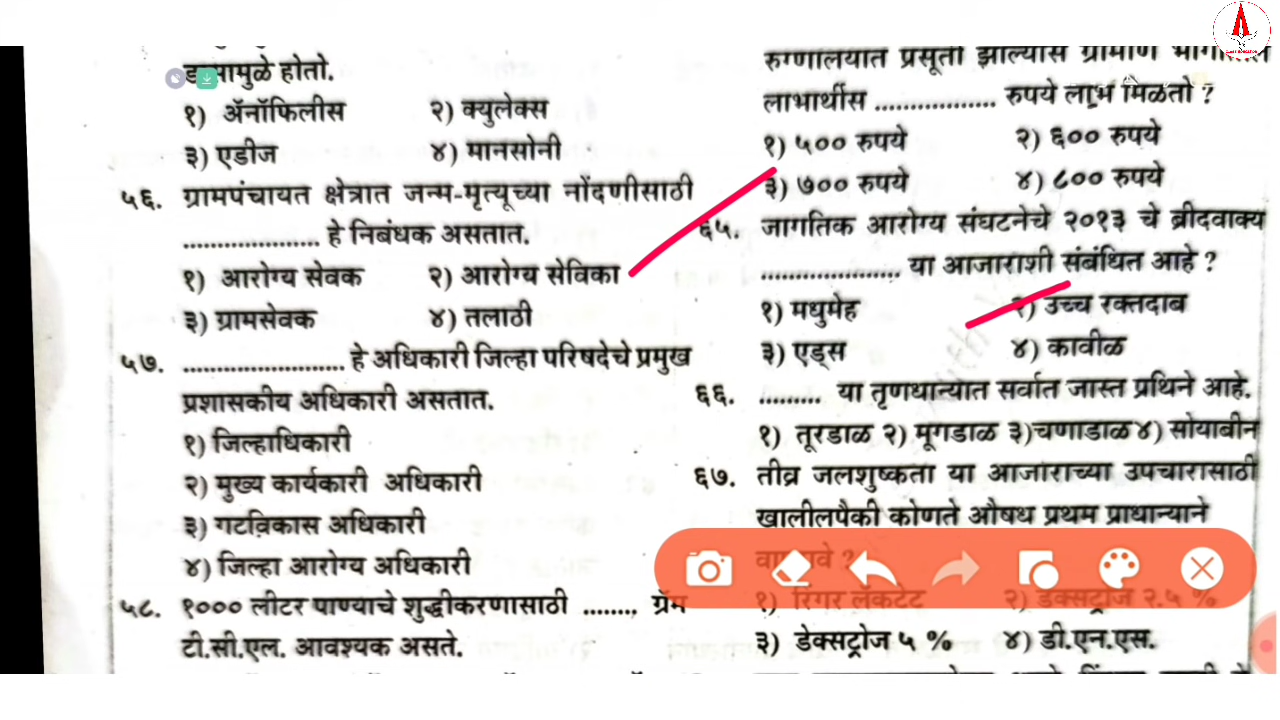 डासामुळे होतो.
१) ॲनॉफिलीस २) क्युलेक्स
३) एडीज ४) मानसोनी
५६. ग्रामपंचायत क्षेत्रात जन्म-मृत्यूच्या नोंदणीसाठी
.................... हे निबंधक असतात.
१) आरोग्य सेवक २) आरोग्य सेविका
३) ग्रामसेवक ४) तलाठी
५७. ........................ हे अधिकारी जिल्हा परिषदेचे प्रमुख
प्रशासकीय अधिकारी असतात.
१) जिल्हाधिकारी
२) मुख्य कार्यकारी अधिकारी
३) गटविकास अधिकारी
४) जिल्हा आरोग्य अधिकारी
५८. १००० लीटर पाण्याचे शुद्धीकरणासाठी ........ ग्रॅम
टी.सी.एल. आवश्यक असते.
रुग्णालयात प्रसूती झाल्यास ग्रामीण
लाभार्थीस .................. रुपये लाभ मिळतो ?
१) ५०० रुपये २) ६०० रुपये
३) ७०० रुपये ४) ८०० रुपये
६५. जागतिक आरोग्य संघटनेचे २०१३ चे ब्रीदवाक्य
..................... या आजाराशी संबंधित आहे ?
१) मधुमेह २) उच्च रक्तदाब
३) एड्स ४) कावीळ
६६. ......... या तृणधान्यात सर्वात जास्त प्रथिने आहे.
१) तूरडाळ २) मूगडाळ ३)चणाडाळ ४) सोयाबीन
६७. तीव्र जलशुष्कता या आजाराच्या उपचारासाठी
खालीलपैकी कोणते औषध प्रथम प्राधान्याने
१) रिंगर लॅकटेट २) डेक्सट्रोज २.५ %
३) डेक्सट्रोज ५ % ४) डी.एन.एस.